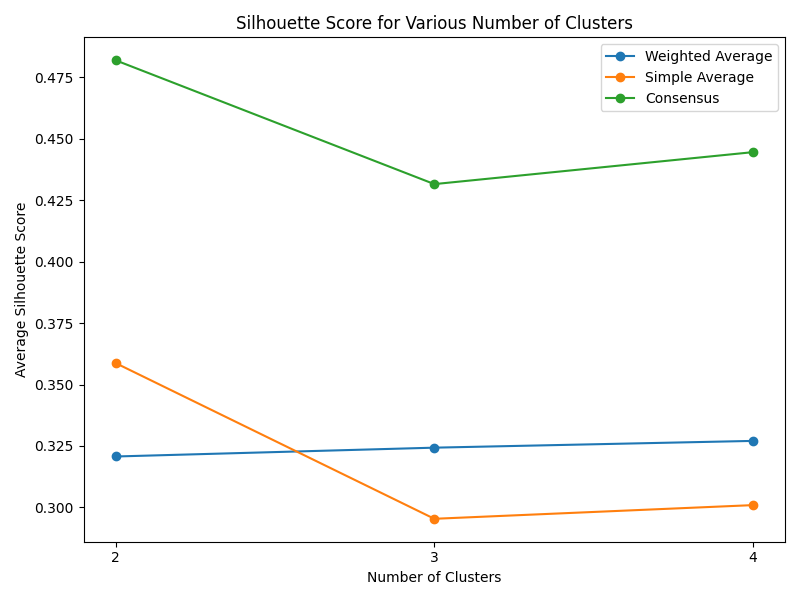 Silhouette Score for Various Number of Clusters
Weighted Average
Simple Average
Consensus
0.475
0.450
0.425
0.400
0.375
0.350
0.325
0.300
Average Silhouette Score
2
3
4
Number of Clusters